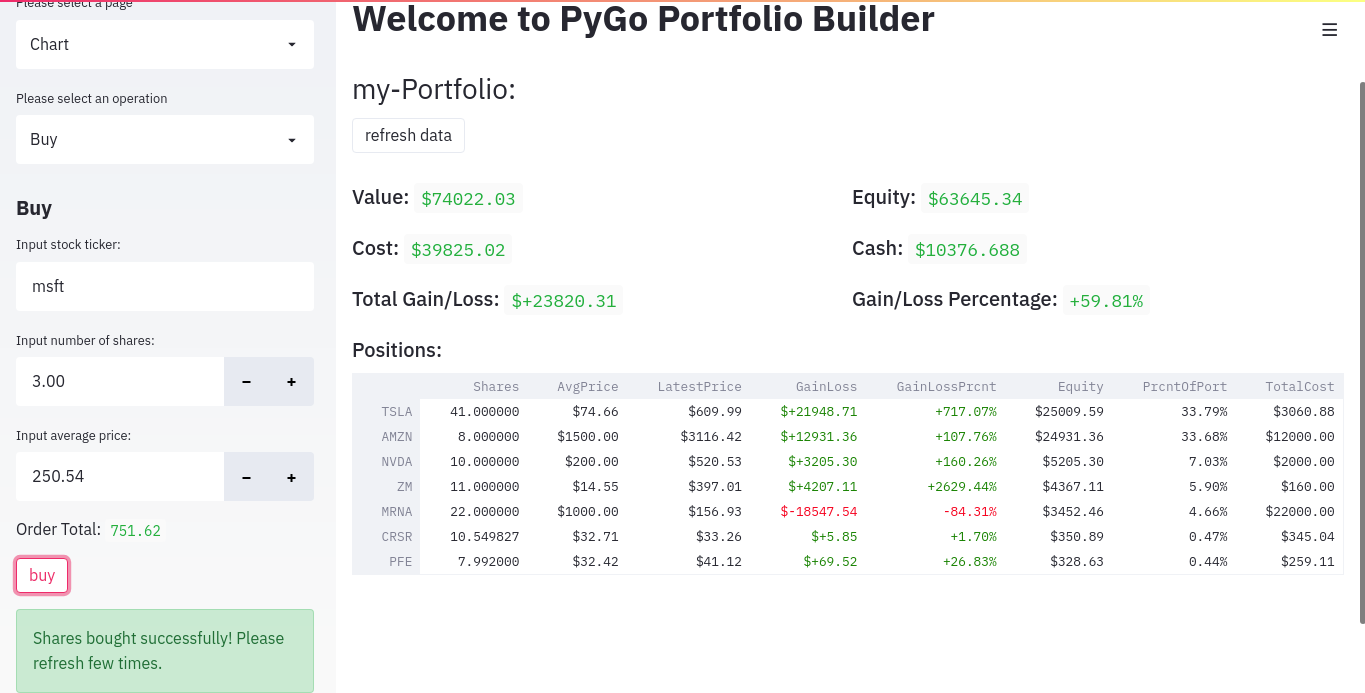 Please select a page
Chart
Please select an operation
Buy
Buy
Input stock ticker:
msft
Input number of shares:
3.00 − +
Input average price:
250.54 − +
Order Total: 751.62
buy
Shares bought successfully! Please
refresh few times.
Welcome to PyGo Portfolio Builder
my-Portfolio:
refresh data
Value: $74022.03 Equity: $63645.34
Cost: $39825.02 Cash: $10376.688
Total Gain/Loss: $+23820.31 Gain/Loss Percentage: +59.81%
Positions:
Shares AvgPrice LatestPrice GainLoss GainLossPrcnt Equity PrcntOfPort TotalCost
TSLA 41.000000 $74.66 $609.99 $+21948.71 +717.07% $25009.59 33.79% $3060.88
AMZN 8.000000 $1500.00 $3116.42 $+12931.36 +107.76% $24931.36 33.68% $12000.00
NVDA 10.000000 $200.00 $520.53 $+3205.30 +160.26% $5205.30 7.03% $2000.00
ZM 11.000000 $14.55 $397.01 $+4207.11 +2629.44% $4367.11 5.90% $160.00
MRNA 22.000000 $1000.00 $156.93 $-18547.54 -84.31% $3452.46 4.66% $22000.00
CRSR 10.549827 $32.71 $33.26 $+5.85 +1.70% $350.89 0.47% $345.04
PFE 7.992000 $32.42 $41.12 $+69.52 +26.83% $328.63 0.44% $259.11